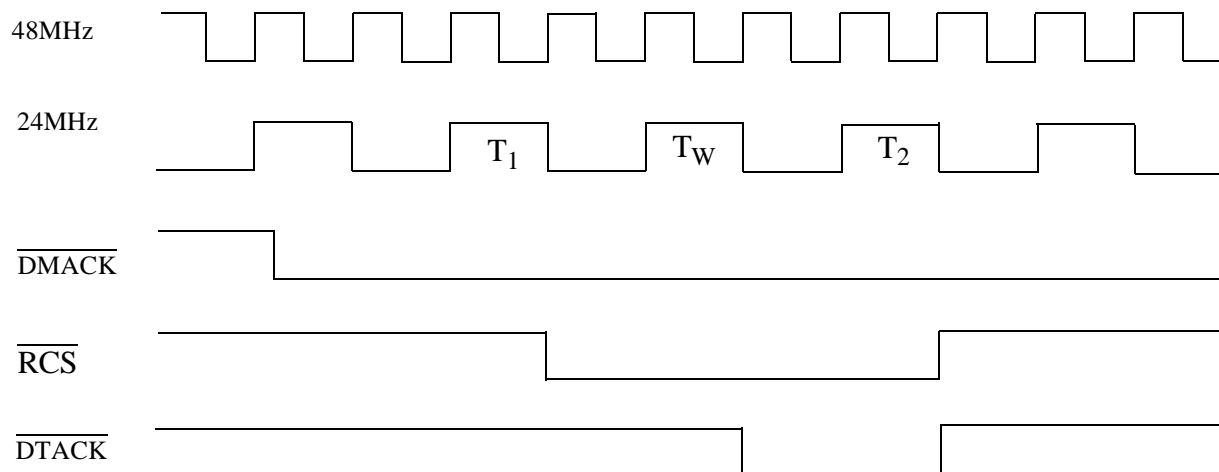 48MHz
24MHz
T1 TW T2
DMACK
RCS
DTACK